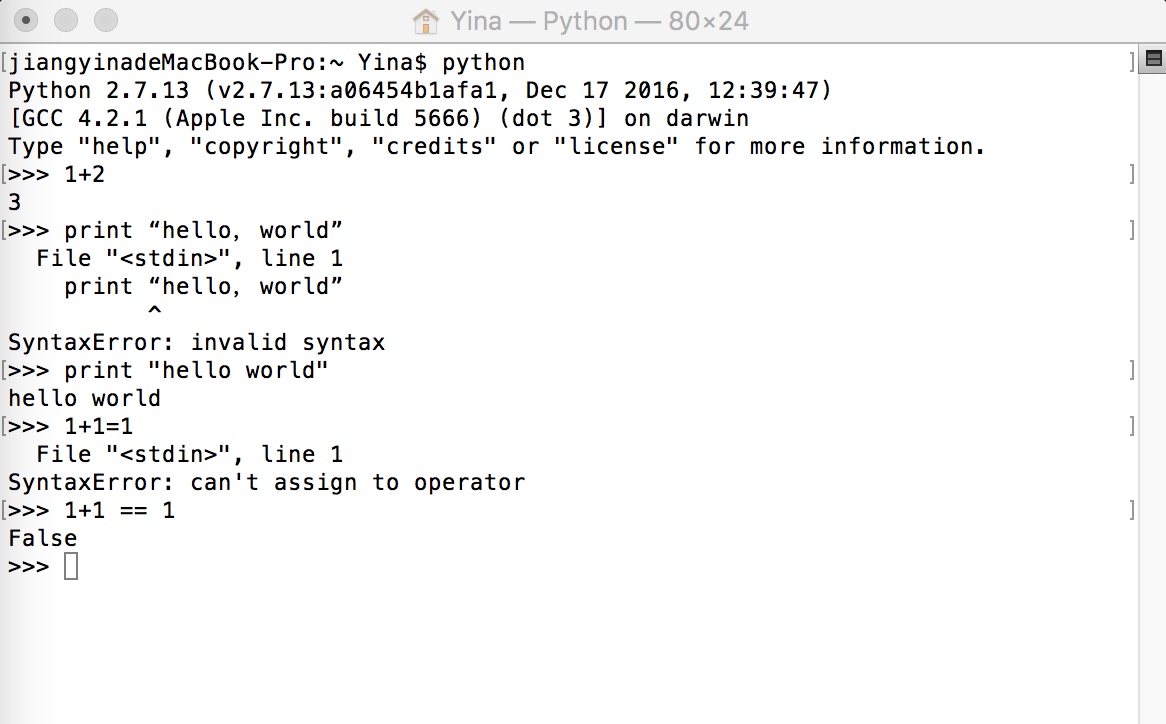 Yina — Python — 80×24
[jiangyinadeMacBook-Pro:~ Yina$ python ]
Python 2.7.13 (v2.7.13:a06454b1afa1, Dec 17 2016, 12:39:47)
[GCC 4.2.1 (Apple Inc. build 5666) (dot 3)] on darwin
Type "help", "copyright", "credits" or "license" for more information.
[>>> 1+2 ]
3
[>>> print “hello, world” ]
  File "<stdin>", line 1
    print “hello, world”
          ^
SyntaxError: invalid syntax
[>>> print "hello world" ]
hello world
[>>> 1+1=1 ]
  File "<stdin>", line 1
SyntaxError: can't assign to operator
[>>> 1+1 == 1 ]
False
>>>